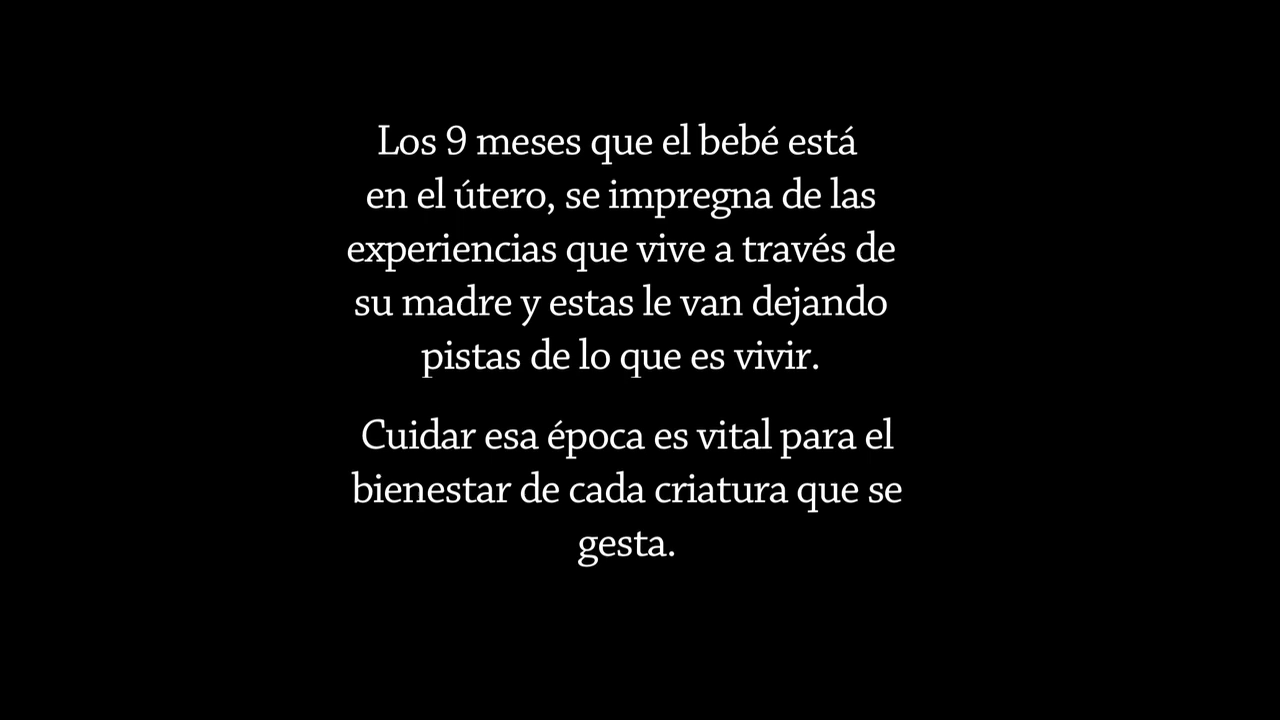 Los 9 meses que el bebé está
en el útero, se impregna de las
experiencias que vive a través de
su madre y estas le van dejando
pistas de lo que es vivir.
Cuidar esa época es vital para el
bienestar de cada criatura que se
gesta.